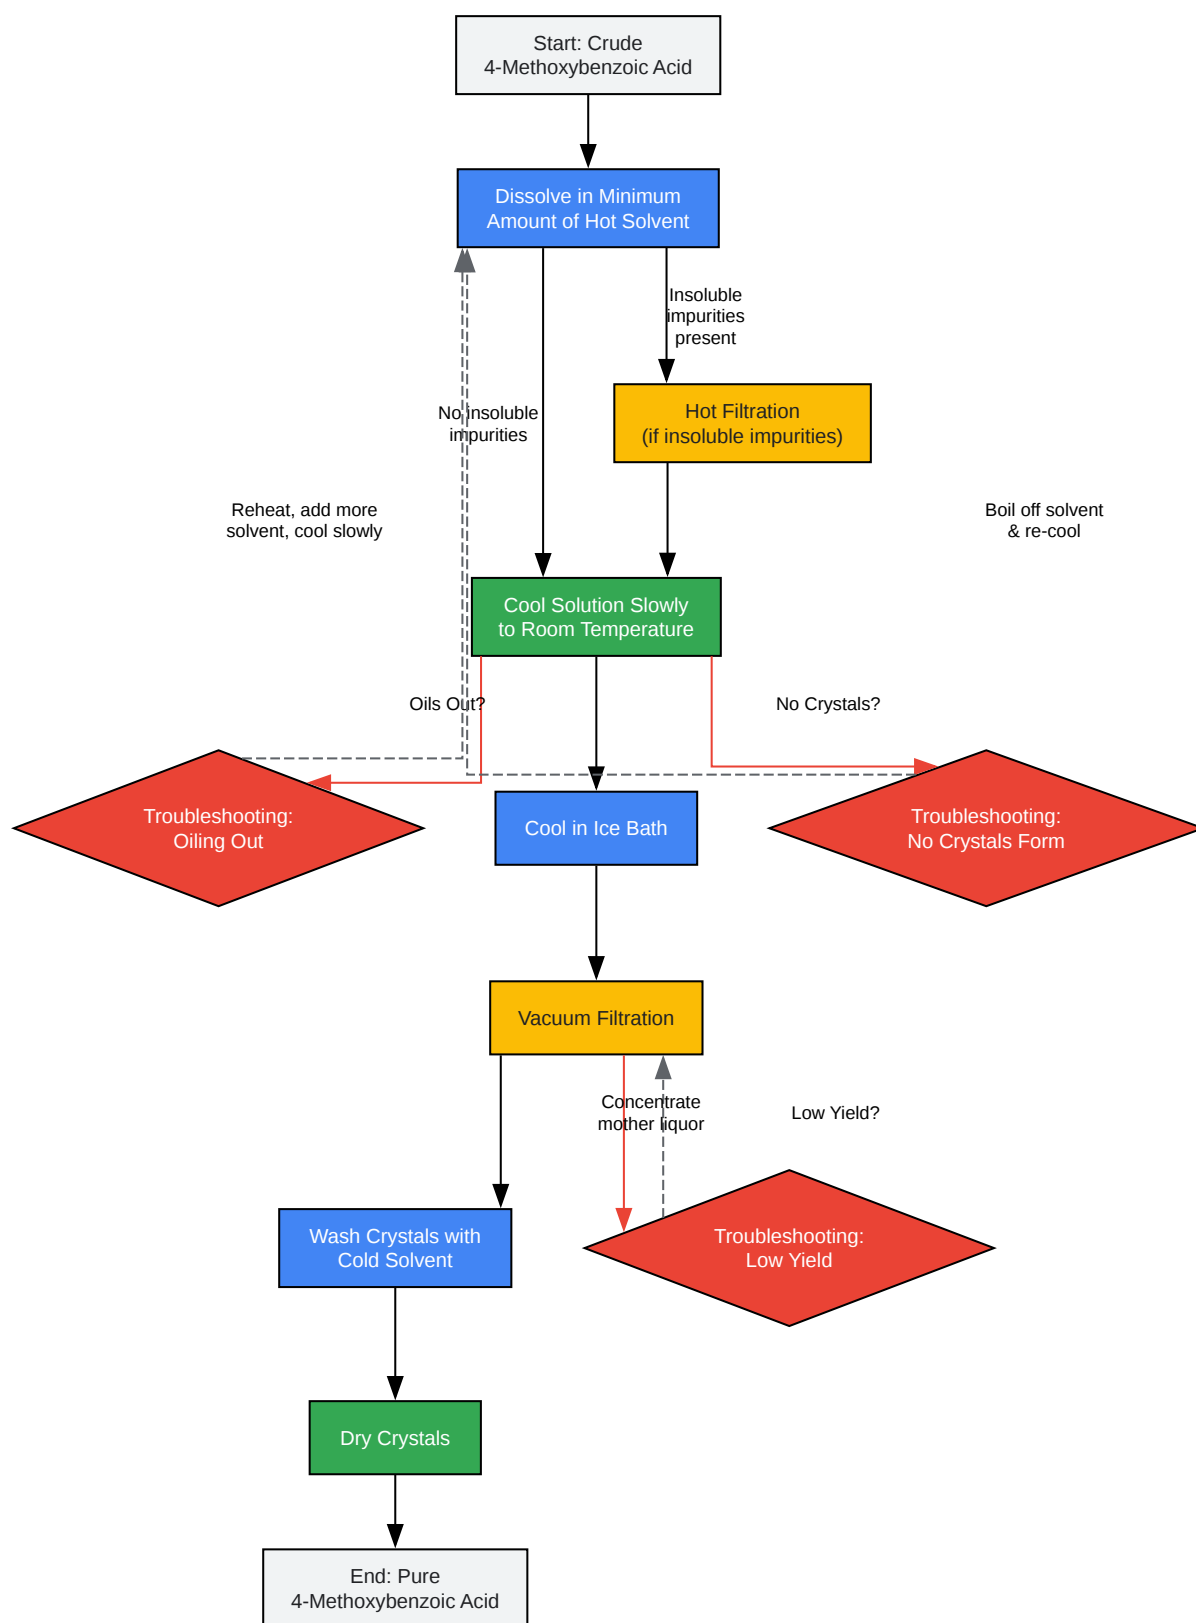 Start: Crude
4-Methoxybenzoic Acid
Dissolve in Minimum
Amount of Hot Solvent
Insoluble
impurities
present
No insoluble
impurities
Hot Filtration
(if insoluble impurities)
Reheat, add more
solvent, cool slowly
Boil off solvent
& re-cool
Cool Solution Slowly
to Room Temperature
Oils Out?
No Crystals?
Troubleshooting:
Oiling Out
Cool in Ice Bath
Troubleshooting:
No Crystals Form
Vacuum Filtration
Concentrate
mother liquor
Low Yield?
Wash Crystals with
Cold Solvent
Troubleshooting:
Low Yield
Dry Crystals
End: Pure
4-Methoxybenzoic Acid